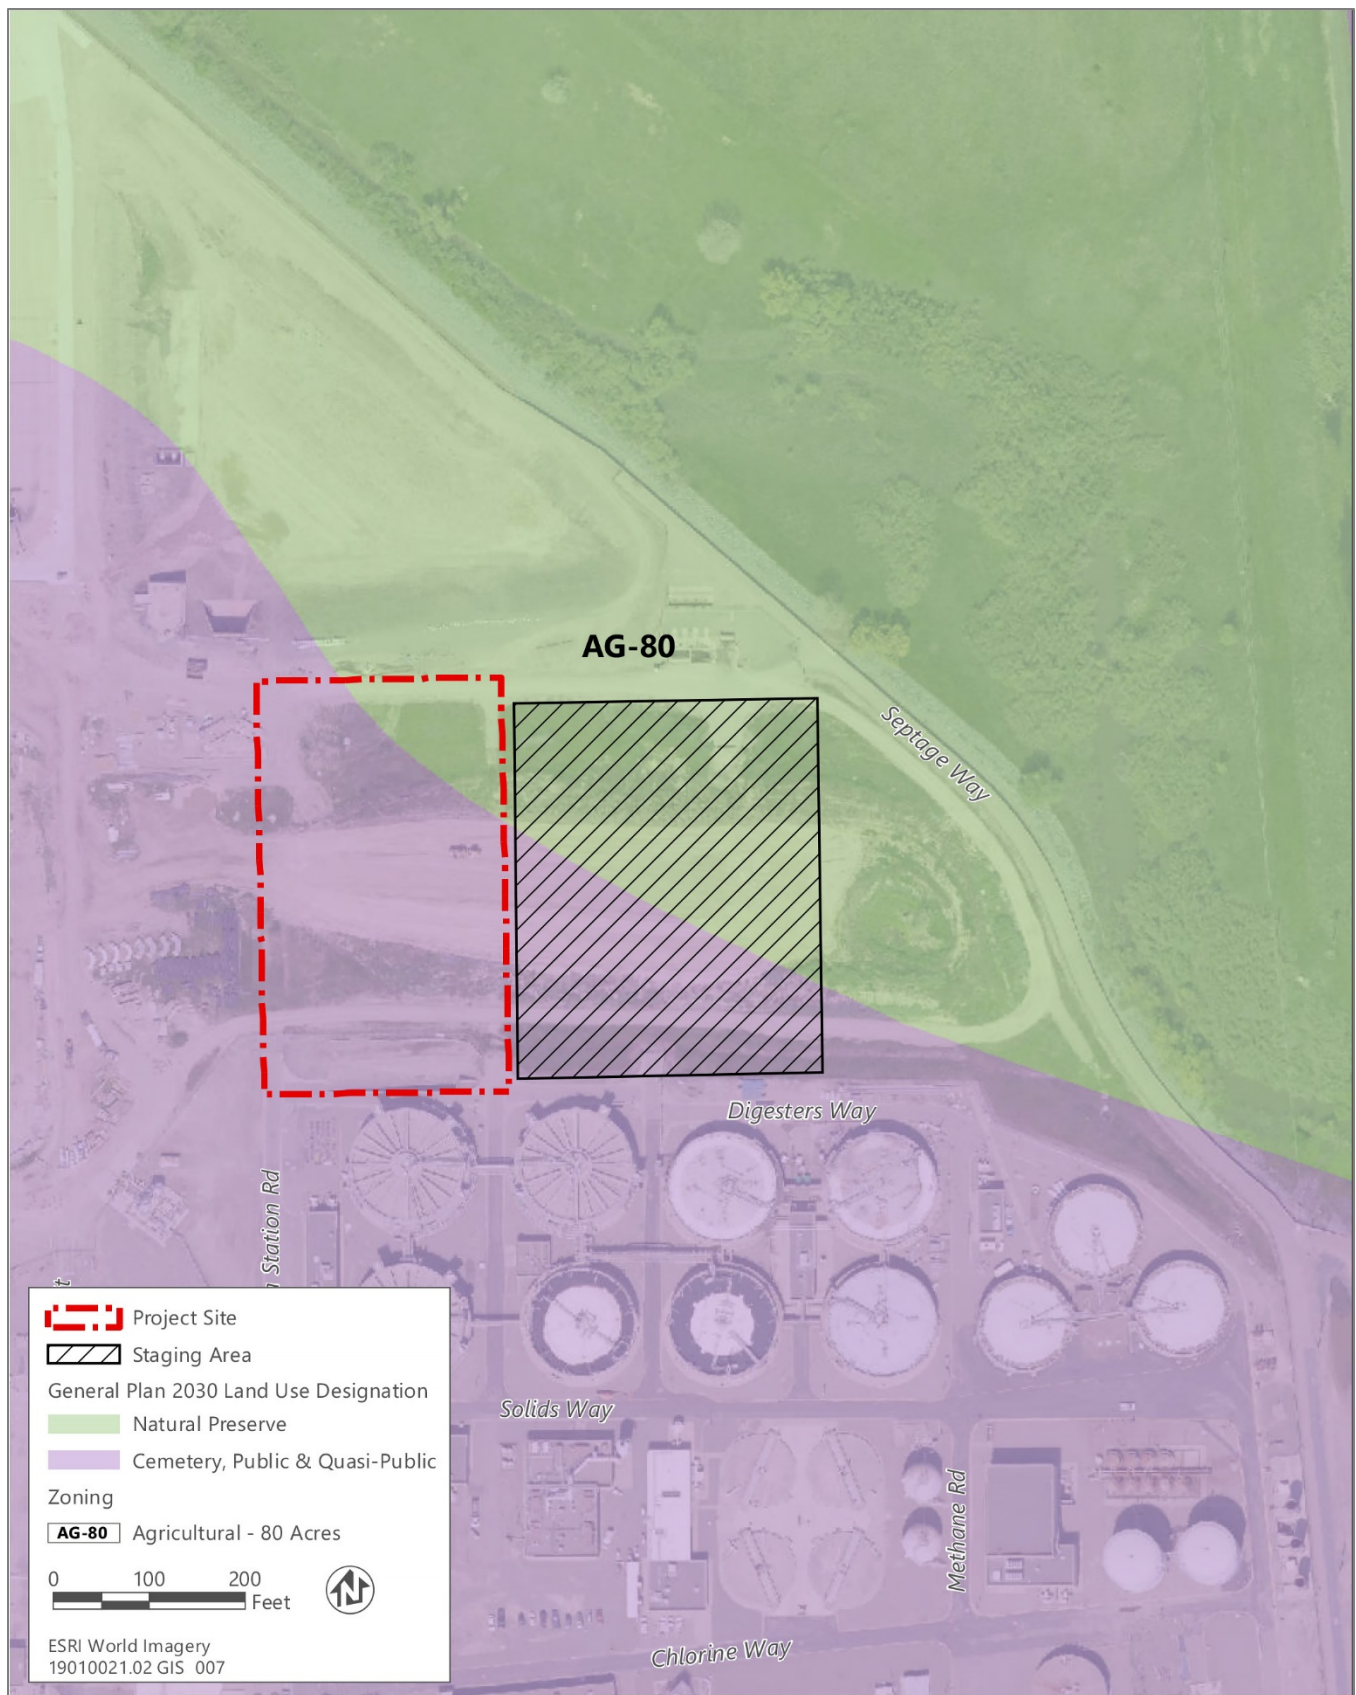 AG-80
Septage Way
Digesters Way
Station Rd
Solids Way
Methane Rd
Chlorine Way
Project Site
Staging Area
General Plan 2030 Land Use Designation
Natural Preserve
Cemetery, Public & Quasi-Public
Zoning
AG-80 Agricultural - 80 Acres
0 100 200
Feet
N
ESRI World Imagery
19010021.02 GIS 007